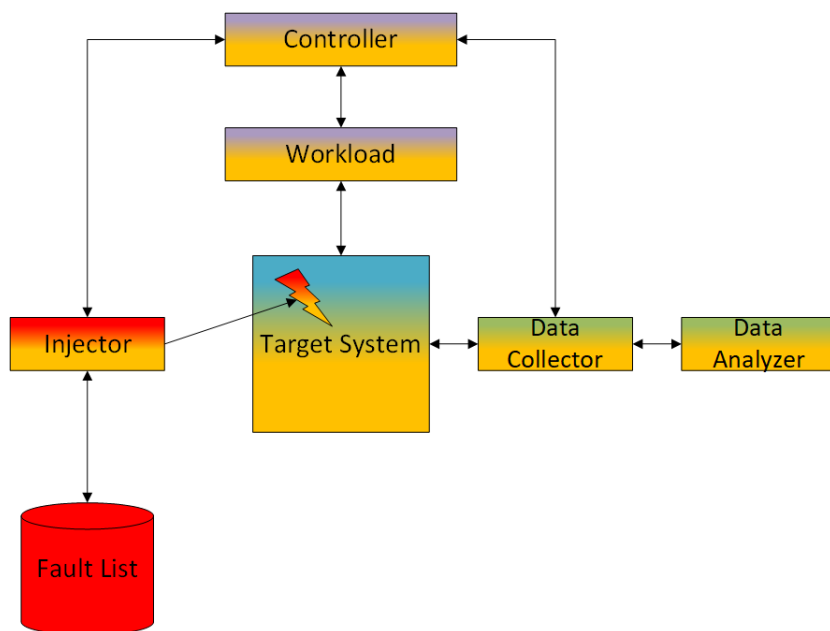 Controller
Workload
Injector
Target System
Data
Collector
Data
Analyzer
Fault List